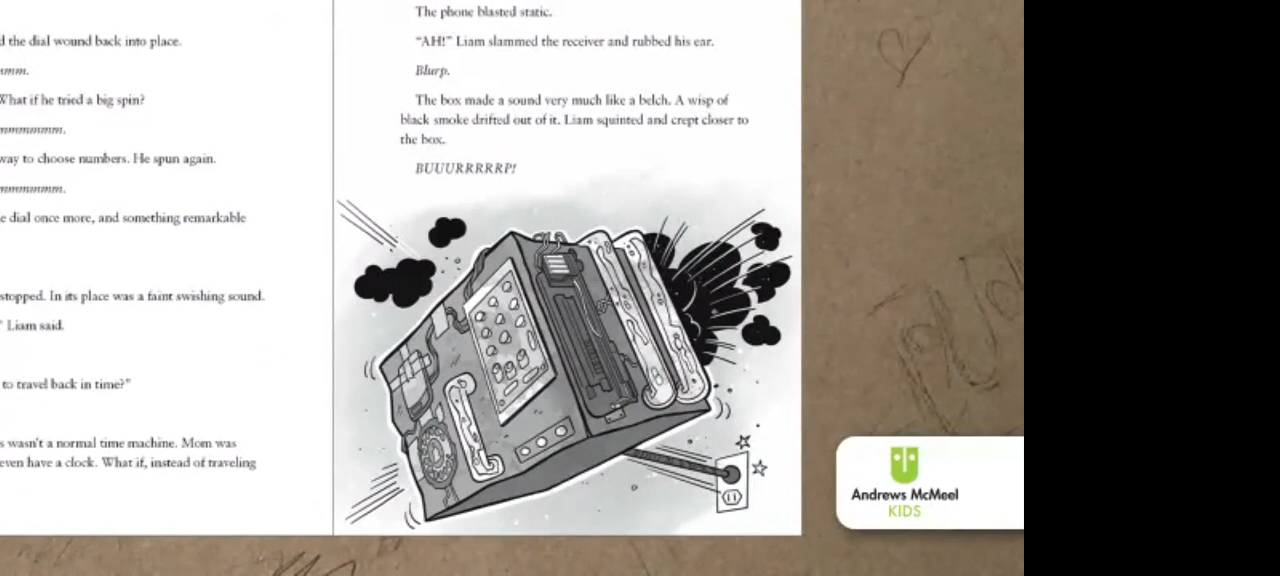 d the dial wound back into place.
mm.
What if he tried a big spin?
mmmmmm.
way to choose numbers. He spun again.
mmmmmm.
e dial once more, and something remarkable
stopped. In its place was a faint swishing sound.
" Liam said.
to travel back in time?"
s wasn't a normal time machine. Mom was
even have a clock. What if, instead of traveling
The phone blasted static.
"AH!" Liam slammed the receiver and rubbed his ear.
Blurp.
The box made a sound very much like a belch. A wisp of
black smoke drifted out of it. Liam squinted and crept closer to
the box.
BUUURRRRRP!
Andrews McMeel
KIDS